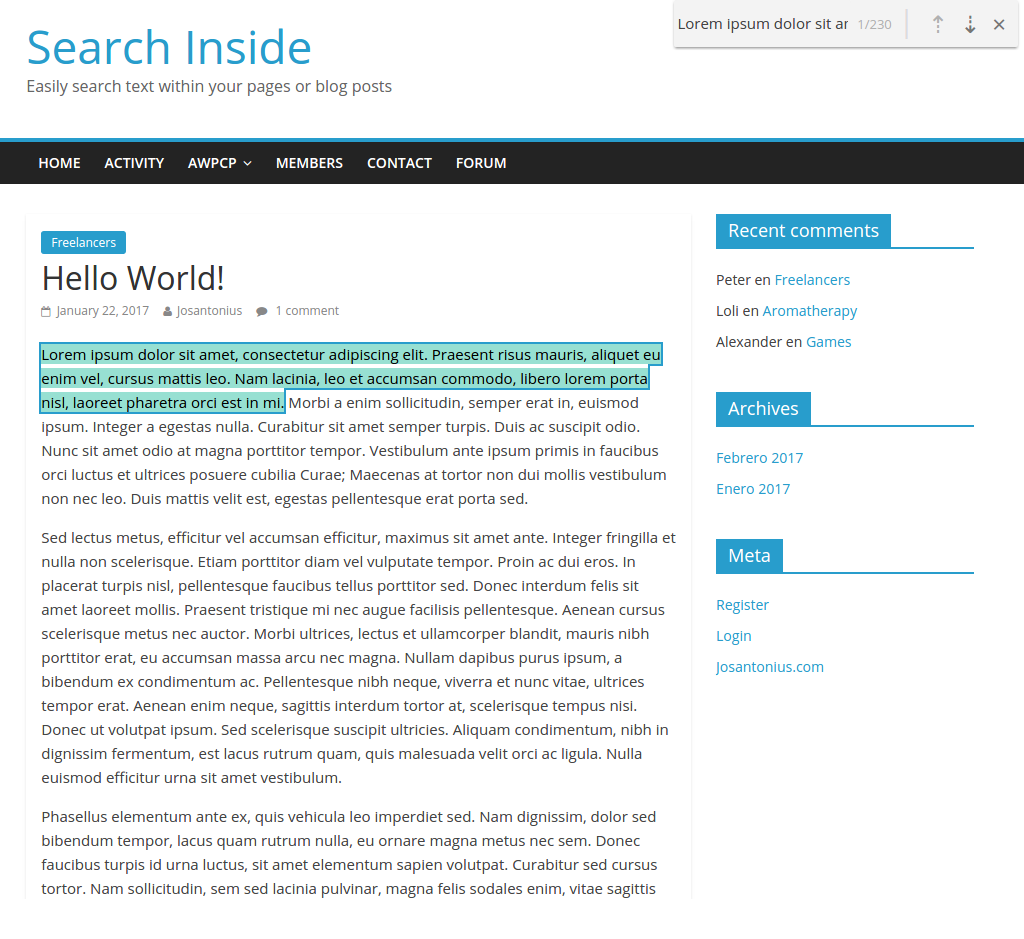 Lorem ipsum dolor sit ar 1/230
Search Inside
Easily search text within your pages or blog posts
HOME ACTIVITY AWPCP MEMBERS CONTACT FORUM
Freelancers
Hello World!
January 22, 2017 Josantonius 1 comment
Lorem ipsum dolor sit amet, consectetur adipiscing elit. Praesent risus mauris, aliquet eu
enim vel, cursus mattis leo. Nam lacinia, leo et accumsan commodo, libero lorem porta
nisl, laoreet pharetra orci est in mi. Morbi a enim sollicitudin, semper erat in, euismod
ipsum. Integer a egestas nulla. Curabitur sit amet semper turpis. Duis ac suscipit odio.
Nunc sit amet odio at magna porttitor tempor. Vestibulum ante ipsum primis in faucibus
orci luctus et ultrices posuere cubilia Curae; Maecenas at tortor non dui mollis vestibulum
non nec leo. Duis mattis velit est, egestas pellentesque erat porta sed.
Sed lectus metus, efficitur vel accumsan efficitur, maximus sit amet ante. Integer fringilla et
nulla non scelerisque. Etiam porttitor diam vel vulputate tempor. Proin ac dui eros. In
placerat turpis nisl, pellentesque faucibus tellus porttitor sed. Donec interdum felis sit
amet laoreet mollis. Praesent tristique mi nec augue facilisis pellentesque. Aenean cursus
scelerisque metus nec auctor. Morbi ultrices, lectus et ullamcorper blandit, mauris nibh
porttitor erat, eu accumsan massa arcu nec magna. Nullam dapibus purus ipsum, a
bibendum ex condimentum ac. Pellentesque nibh neque, viverra et nunc vitae, ultrices
tempor erat. Aenean enim neque, sagittis interdum tortor at, scelerisque tempus nisi.
Donec ut volutpat ipsum. Sed scelerisque suscipit ultricies. Aliquam condimentum, nibh in
dignissim fermentum, est lacus rutrum quam, quis malesuada velit orci ac ligula. Nulla
euismod efficitur urna sit amet vestibulum.
Phasellus elementum ante ex, quis vehicula leo imperdiet sed. Nam dignissim, dolor sed
bibendum tempor, lacus quam rutrum nulla, eu ornare magna metus nec sem. Donec
faucibus turpis id urna luctus, sit amet elementum sapien volutpat. Curabitur sed cursus
tortor. Nam sollicitudin, sem sed lacinia pulvinar, magna felis sodales enim, vitae sagittis
Recent comments
Peter en Freelancers
Loli en Aromatherapy
Alexander en Games
Archives
Febrero 2017
Enero 2017
Meta
Register
Login
Josantonius.com